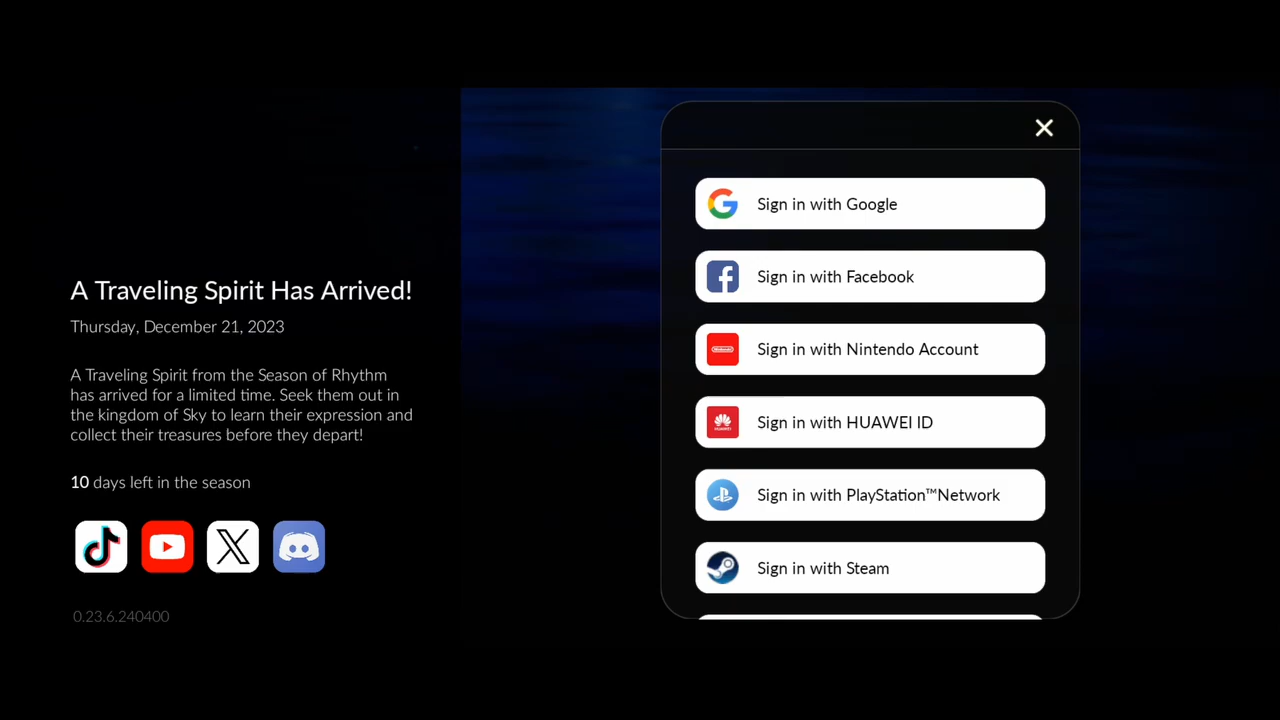 A Traveling Spirit Has Arrived!
Thursday, December 21, 2023
A Traveling Spirit from the Season of Rhythm
has arrived for a limited time. Seek them out in
the kingdom of Sky to learn their expression and
collect their treasures before they depart!
10 days left in the season
0.23.6.240400
Sign in with Google
Sign in with Facebook
Nintendo
Sign in with Nintendo Account
HUAWEI
Sign in with HUAWEI ID
Sign in with PlayStation™Network
Sign in with Steam